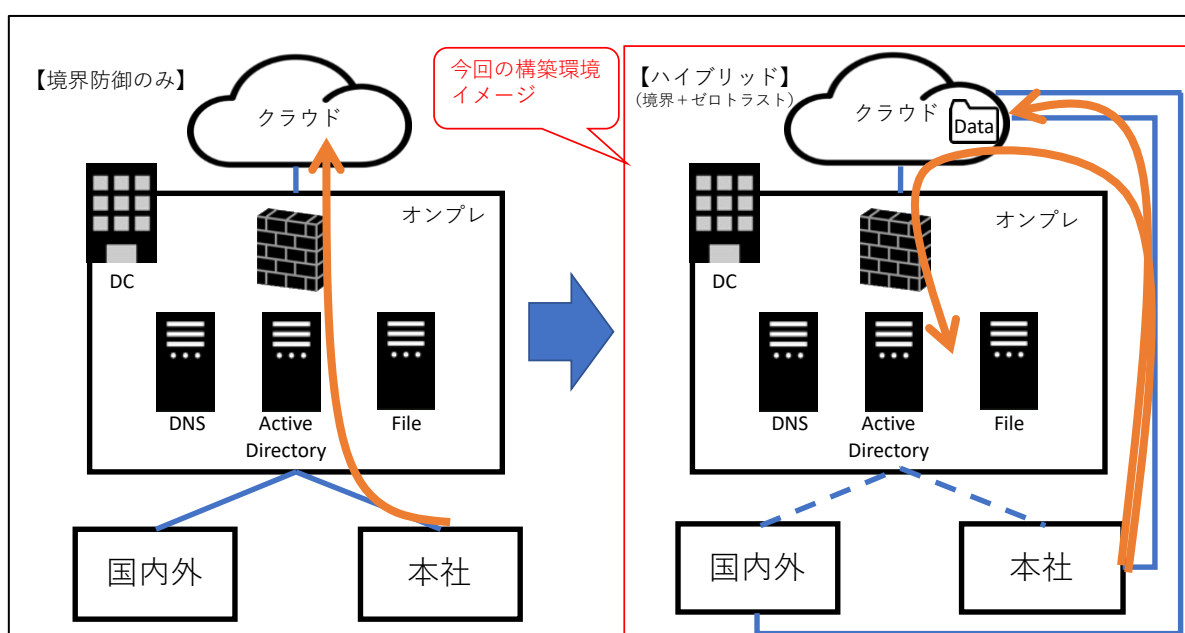 【境界防御のみ】
クラウド
オンプレ
DC
DNS
Active
Directory
File
国内外
本社
今回の構築環境
イメージ
【ハイブリッド】
(境界+ゼロトラスト)
クラウド
Data
オンプレ
DC
DNS
Active
Directory
File
国内外
本社